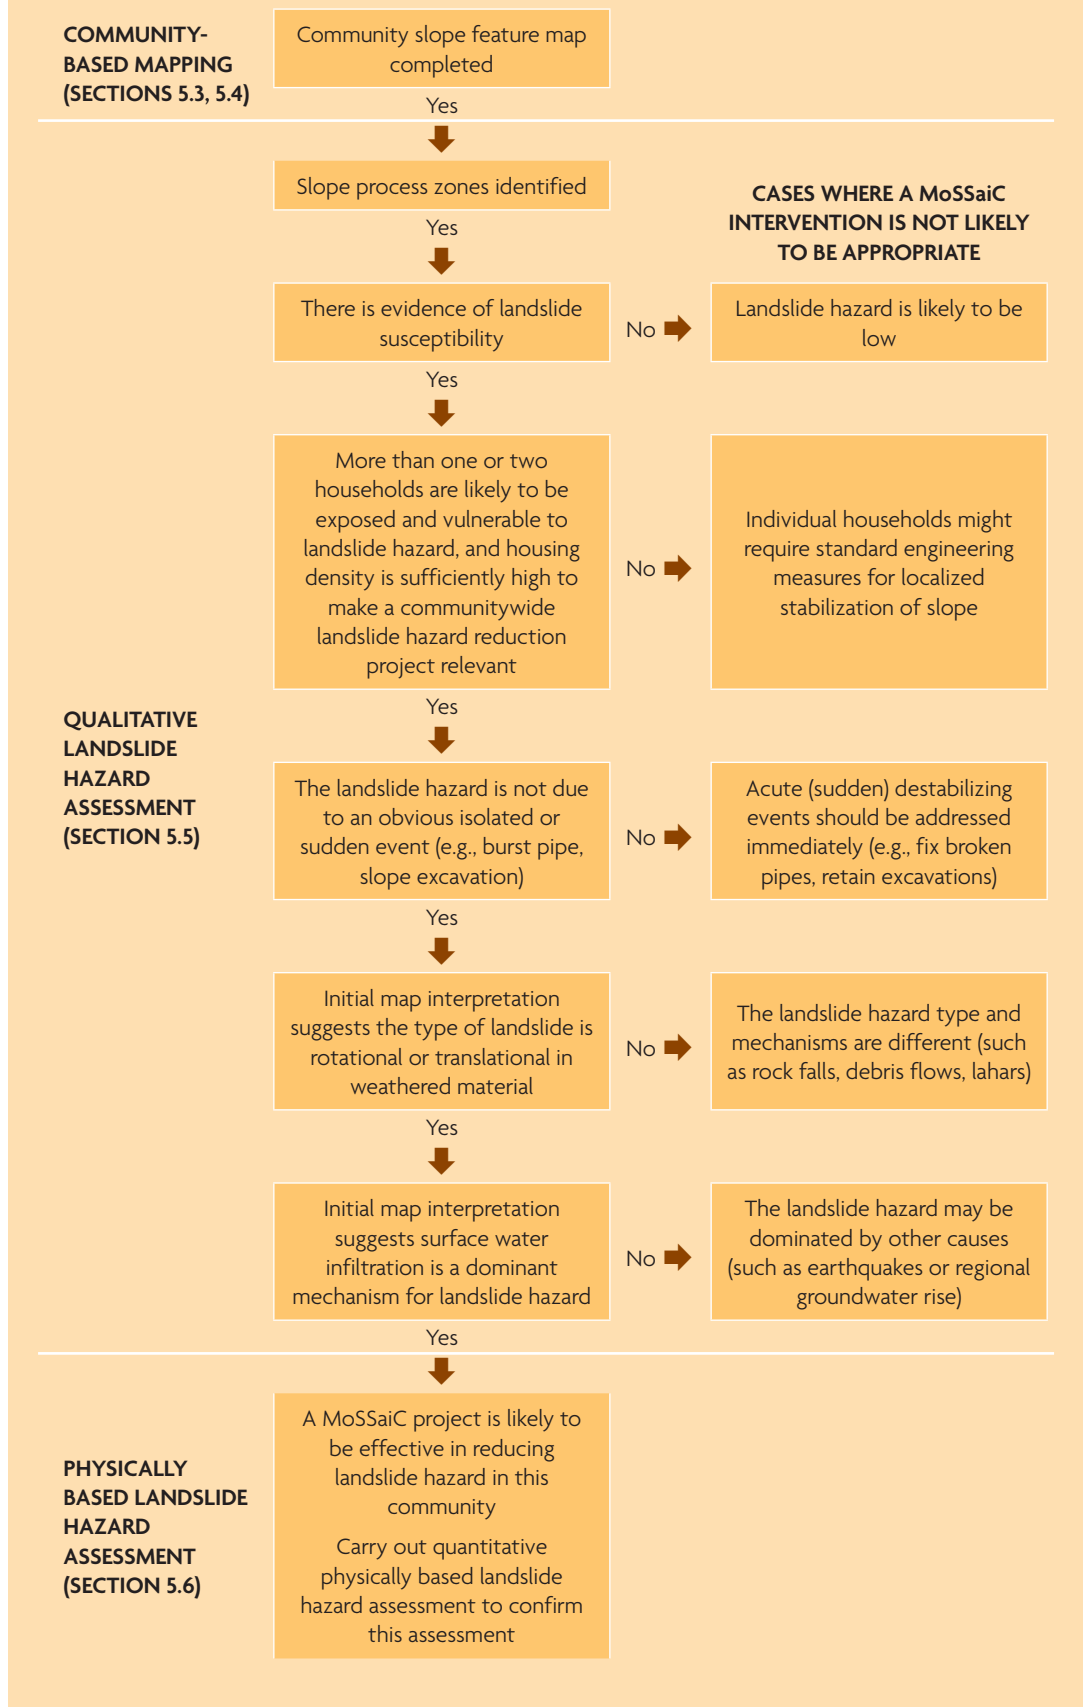 COMMUNITY-
BASED MAPPING
(SECTIONS 5.3, 5.4)
Community slope feature map
completed
Yes
Slope process zones identified
CASES WHERE A MoSSaiC
INTERVENTION IS NOT LIKELY
TO BE APPROPRIATE
Yes
There is evidence of landslide
susceptibility
No
Landslide hazard is likely to be
low
Yes
More than one or two
households are likely to be
exposed and vulnerable to
landslide hazard, and housing
density is sufficiently high to
make a communitywide
landslide hazard reduction
project relevant
No
Individual households might
require standard engineering
measures for localized
stabilization of slope
Yes
QUALITATIVE
LANDSLIDE
HAZARD
ASSESSMENT
(SECTION 5.5)
The landslide hazard is not due
to an obvious isolated or
sudden event (e.g., burst pipe,
slope excavation)
No
Acute (sudden) destabilizing
events should be addressed
immediately (e.g., fix broken
pipes, retain excavations)
Yes
Initial map interpretation
suggests the type of landslide is
rotational or translational in
weathered material
No
The landslide hazard type and
mechanisms are different (such
as rock falls, debris flows, lahars)
Yes
Initial map interpretation
suggests surface water
infiltration is a dominant
mechanism for landslide hazard
No
The landslide hazard may be
dominated by other causes
(such as earthquakes or regional
groundwater rise)
Yes
PHYSICALLY
BASED LANDSLIDE
HAZARD
ASSESSMENT
(SECTION 5.6)
A MoSSaiC project is likely to
be effective in reducing
landslide hazard in this
community
Carry out quantitative
physically based landslide
hazard assessment to confirm
this assessment